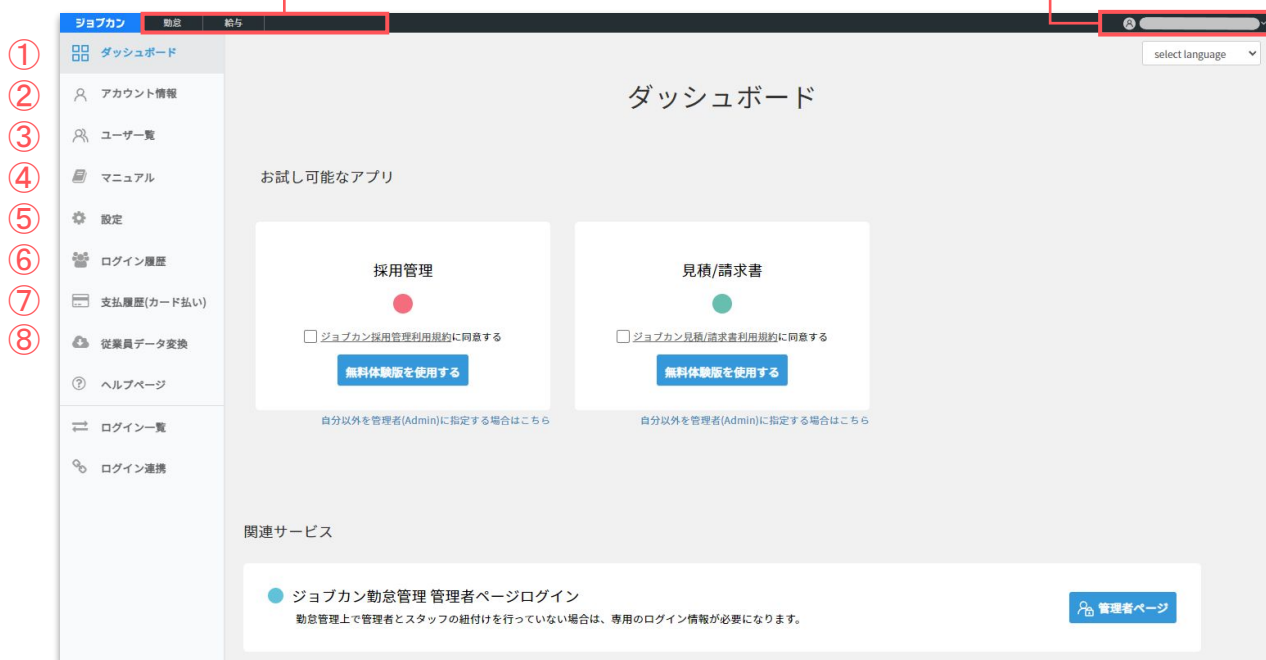 ジョブカン 勤怠 給与
select language
① ダッシュボード
② アカウント情報
③ ユーザ一覧
④ マニュアル
⑤ 設定
⑥ ログイン履歴
⑦ 支払履歴(カード払い)
⑧ 従業員データ変換
ヘルプページ
ログイン一覧
ログイン連携
ダッシュボード
お試し可能なアプリ
採用管理
ジョブカン採用管理利用規約に同意する
無料体験版を使用する
自分以外を管理者(Admin)に指定する場合はこちら
見積/請求書
ジョブカン見積/請求書利用規約に同意する
無料体験版を使用する
自分以外を管理者(Admin)に指定する場合はこちら
関連サービス
ジョブカン勤怠管理 管理者ページログイン
勤怠管理上で管理者とスタッフの紐付けを行っていない場合は、専用のログイン情報が必要になります。
管理者ページ